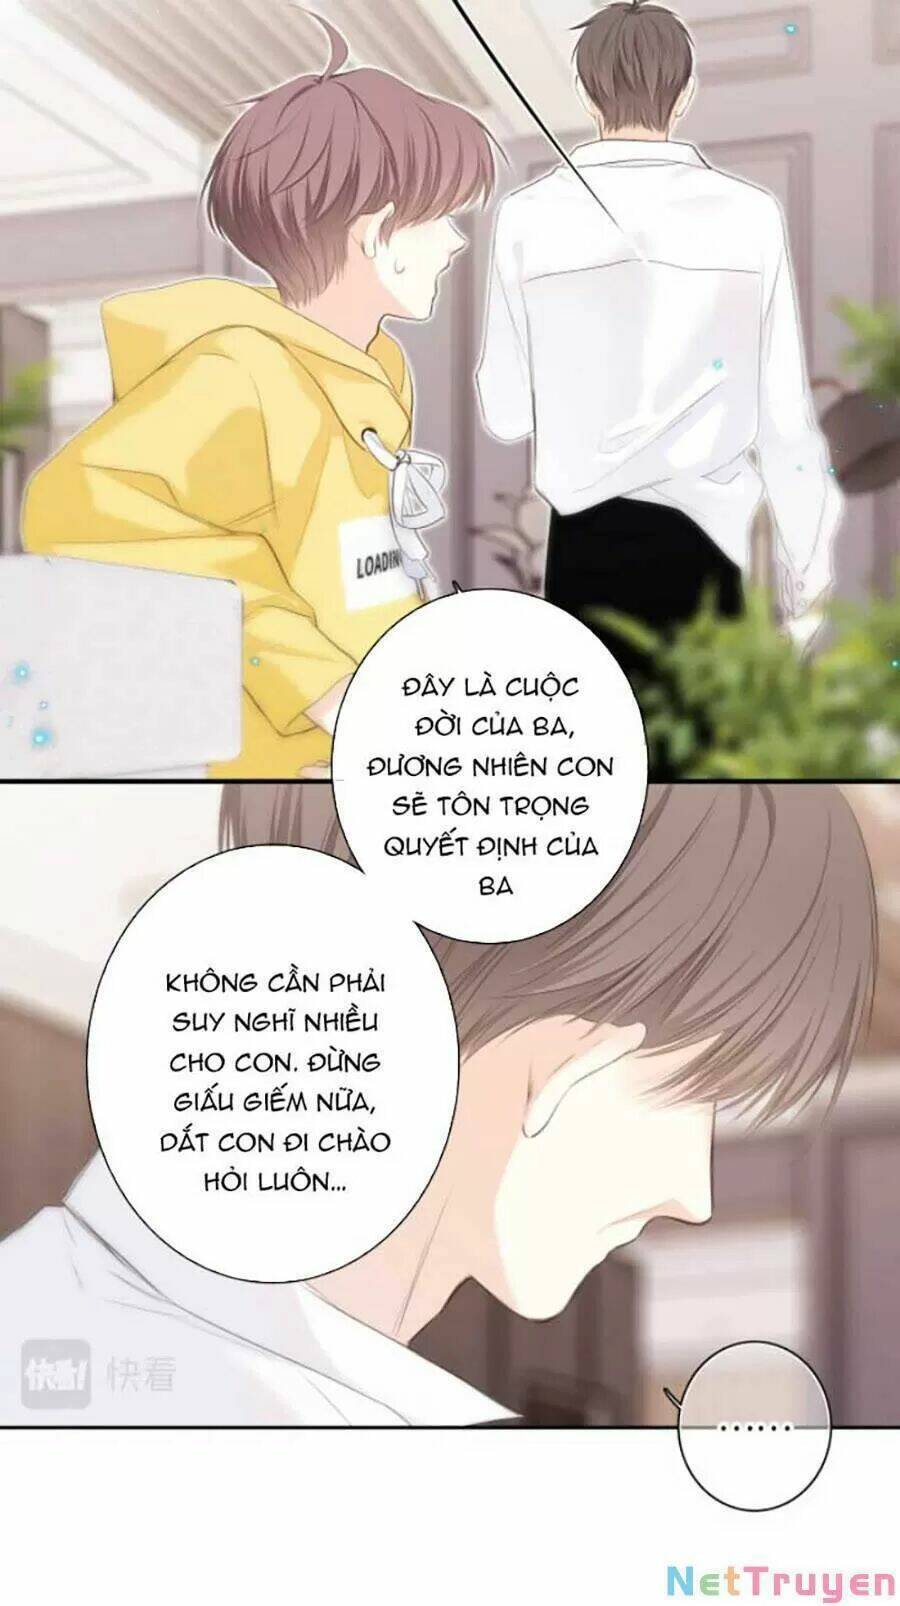 LOADIN
ĐÂY LÀ CUỘC
ĐỜI CỦA BA,
ĐƯƠNG NHIÊN CON
SẼ TÔN TRỌNG
QUYẾT ĐỊNH CỦA
BA
KHÔNG CẦN PHẢI
SUY NGHĨ NHIỀU
CHO CON. ĐỪNG
GIẤU GIẾM NỮA,
DẮT CON ĐI CHÀO
HỎI LUÔN...
快看! 快看
......
NetTruyen